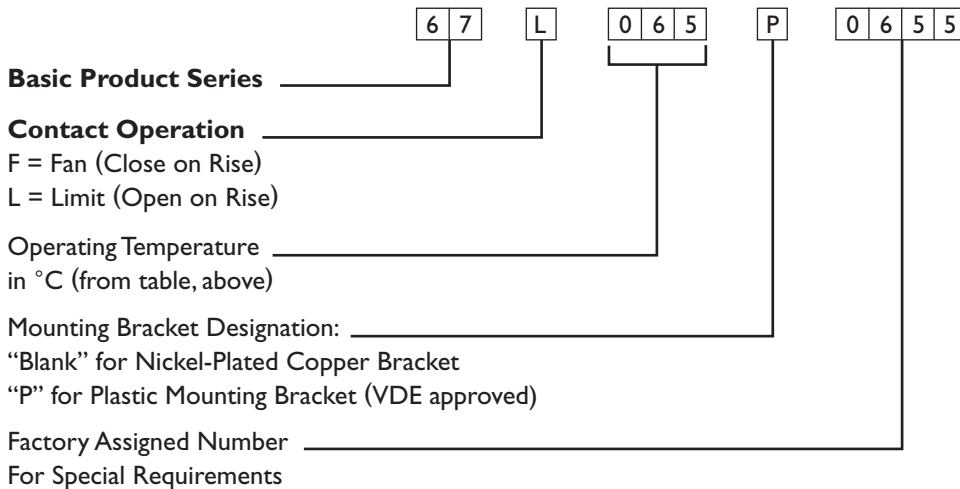 6 7 L 0 6 5 P 0 6 5 5
Basic Product Series
Contact Operation
F = Fan (Close on Rise)
L = Limit (Open on Rise)
Operating Temperature
in °C (from table, above)
Mounting Bracket Designation:
“Blank” for Nickel-Plated Copper Bracket
“P” for Plastic Mounting Bracket (VDE approved)
Factory Assigned Number
For Special Requirements